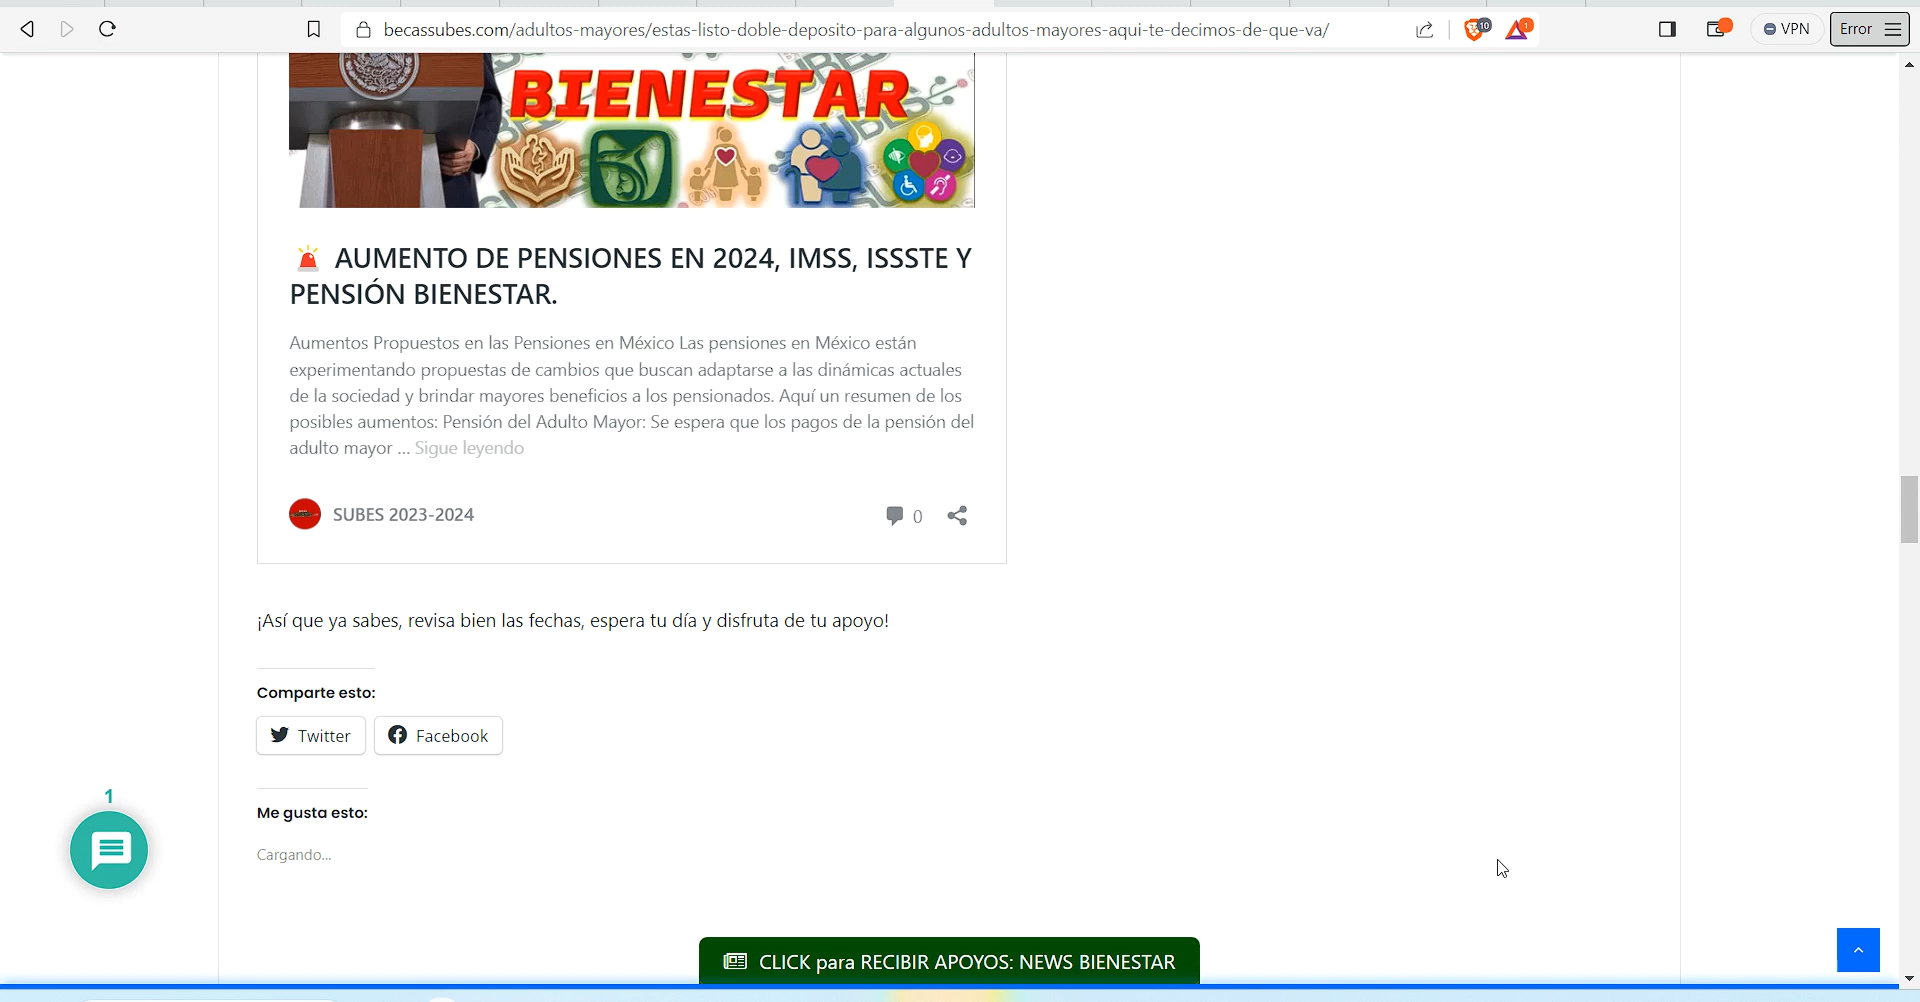 becassubes.com/adultos-mayores/estas-listo-doble-deposito-para-algunos-adultos-mayores-aqui-te-decimos-de-que-va/
10
1
VPN
Error
BIENESTAR
AUMENTO DE PENSIONES EN 2024, IMSS, ISSSTE Y
PENSIÓN BIENESTAR.
Aumentos Propuestos en las Pensiones en México Las pensiones en México están
experimentando propuestas de cambios que buscan adaptarse a las dinámicas actuales
de la sociedad y brindar mayores beneficios a los pensionados. Aquí un resumen de los
posibles aumentos: Pensión del Adulto Mayor: Se espera que los pagos de la pensión del
adulto mayor ... Sigue leyendo
SUBES 2023-2024
0
¡Así que ya sabes, revisa bien las fechas, espera tu día y disfruta de tu apoyo!
Comparte esto:
Twitter
Facebook
1
Me gusta esto:
Cargando...
CLICK para RECIBIR APOYOS: NEWS BIENESTAR